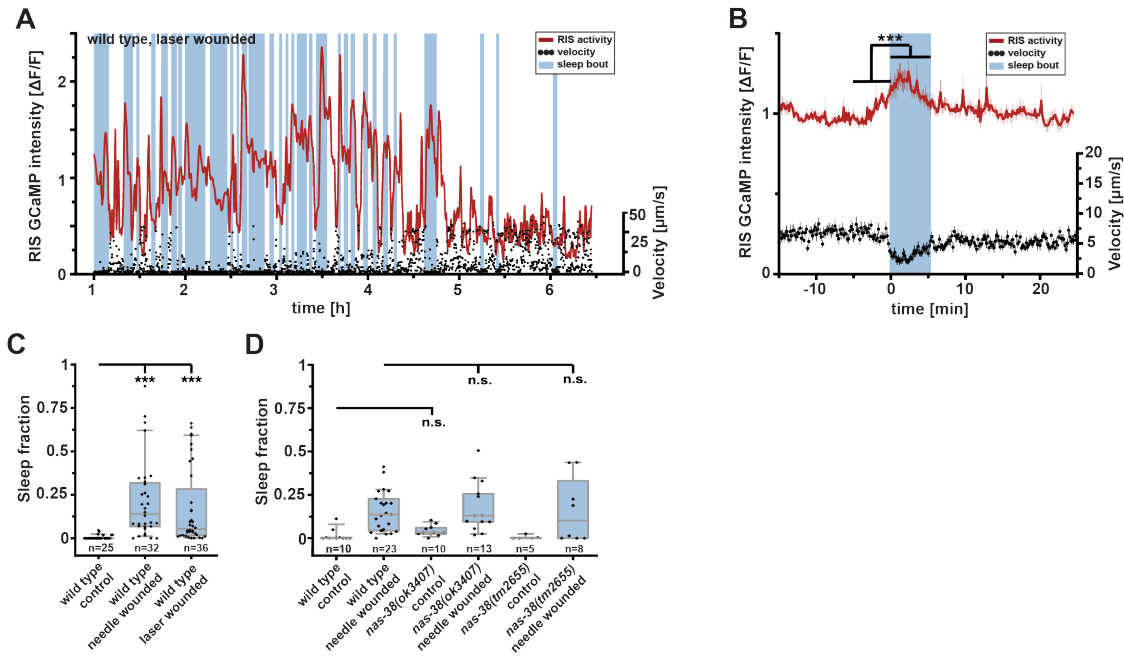 A
wild type, laser wounded
RIS activity
velocity
sleep bout
RIS GCaMP intensity [ΔF/F]
2
1
0
50
25
0
Velocity [µm/s]
1
2
3
4
5
6
time [h]
B
***
RIS activity
velocity
sleep bout
RIS GCaMP intensity [ΔF/F]
1
0
20
15
10
5
0
Velocity [µm/s]
-10
0
10
20
time [min]
C
Sleep fraction
1
0.75
0.5
0.25
0
***
***
n=25
n=32
n=36
wild type
control
wild type
needle wounded
wild type
laser wounded
D
Sleep fraction
1
0.75
0.5
0.25
0
n.s.
n.s.
n.s.
n=10
n=23
n=10
n=13
n=5
n=8
wild type
control
wild type
needle wounded
nas-38(ok3407)
control
nas-38(ok3407)
needle wounded
nas-38(tm2655)
control
nas-38(tm2655)
needle wounded